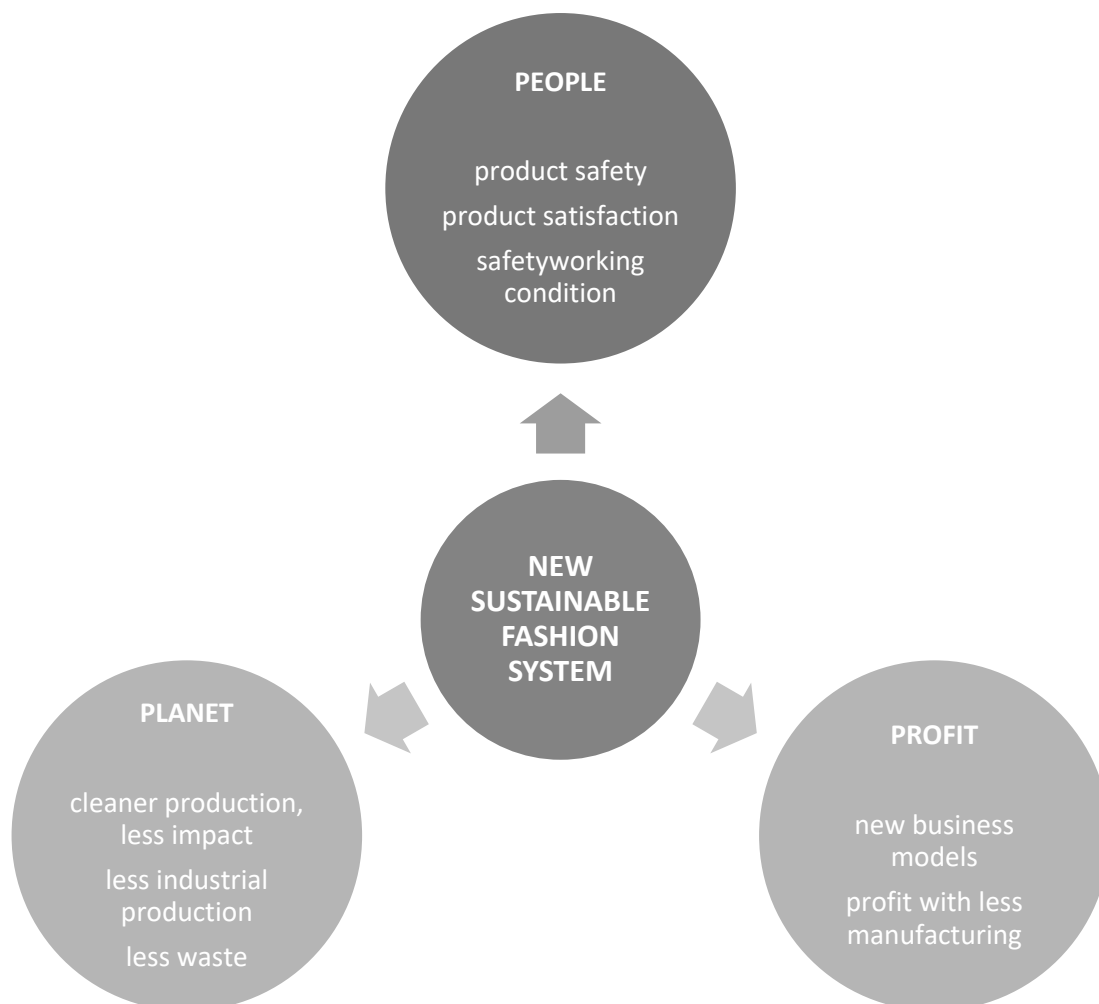 PEOPLE
product safety
product satisfaction
safetyworking
condition
NEW
SUSTAINABLE
FASHION
SYSTEM
PLANET
cleaner production,
less impact
less industrial
production
less waste
PROFIT
new business
models
profit with less
manufacturing